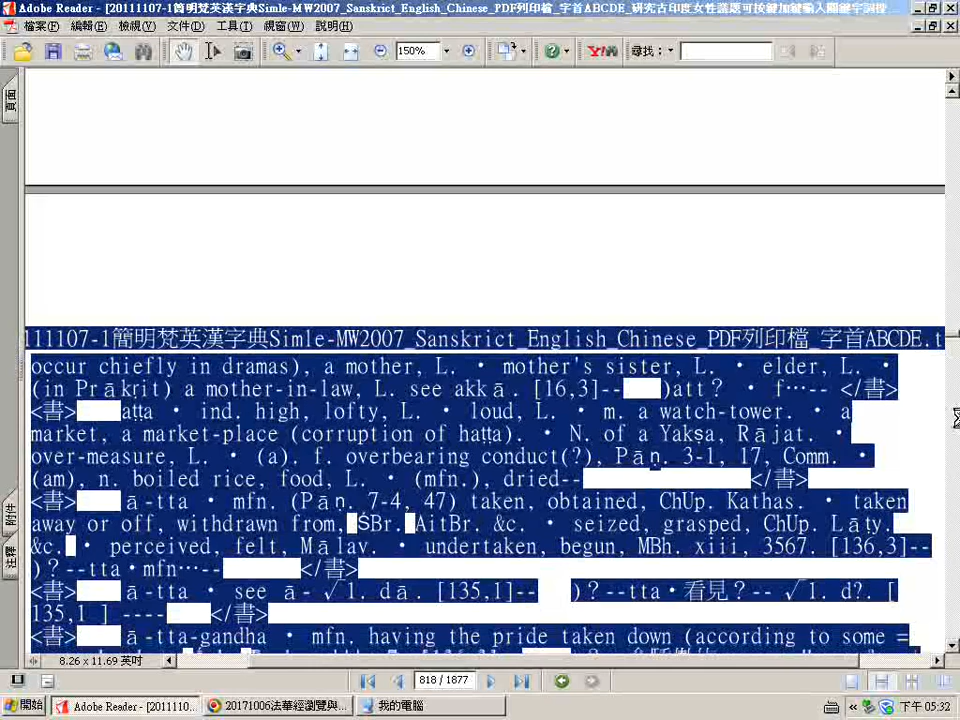 Adobe Reader - [20111107-1簡明梵英漢字典Simle-MW2007_Sanskrict_English_Chinese_PDF列印檔_字首ABCDE_研究古印度女性議題可按
檔案(F) 編輯(E) 檢視(V) 文件(D) 工具(T) 視窗(W) 說明(H)
150% Y! 尋找:
頁面
111107-1簡明梵英漢字典Simle-MW2007_Sanskrict_English_Chinese_PDF列印檔_字首ABCDE.t
occur chiefly in dramas), a mother, L. • mother's sister, L. • elder, L. •
(in Prākṛit) a mother-in-law, L. see akkā. [16,3]-- )att? • f…-- </書>
<書> aṭṭa • ind. high, lofty, L. • loud, L. • m. a watch-tower. • a
market, a market-place (corruption of haṭṭa). • N. of a Yakṣa, Rājat. •
over-measure, L. • (a). f. overbearing conduct(?), Pāṇ. 3-1, 17, Comm. •
(am), n. boiled rice, food, L. • (mfn.), dried-- </書>
<書> ā-tta • mfn. (Pāṇ. 7-4, 47) taken, obtained, ChUp. Kathas. • taken
away or off, withdrawn from, ŚBr. AitBr. &c. • seized, grasped, ChUp. Lāṭy.
&c. • perceived, felt, Mālav. • undertaken, begun, MBh. xiii, 3567. [136,3]--
)？--tta•mfn…-- </書>
<書> ā-tta • see ā-√1. dā. [135,1]-- )？--tta•看見？--√1. d?. [
135,1 ] ---- </書>
<書> ā-tta-gandha • mfn. having the pride taken down (according to some =
附件
注釋
8.26 x 11.69 英吋
818 / 1877
開始 Adobe Reader - [2011110... 20171006法華經瀏覽與... 我的電腦 下午 05:32